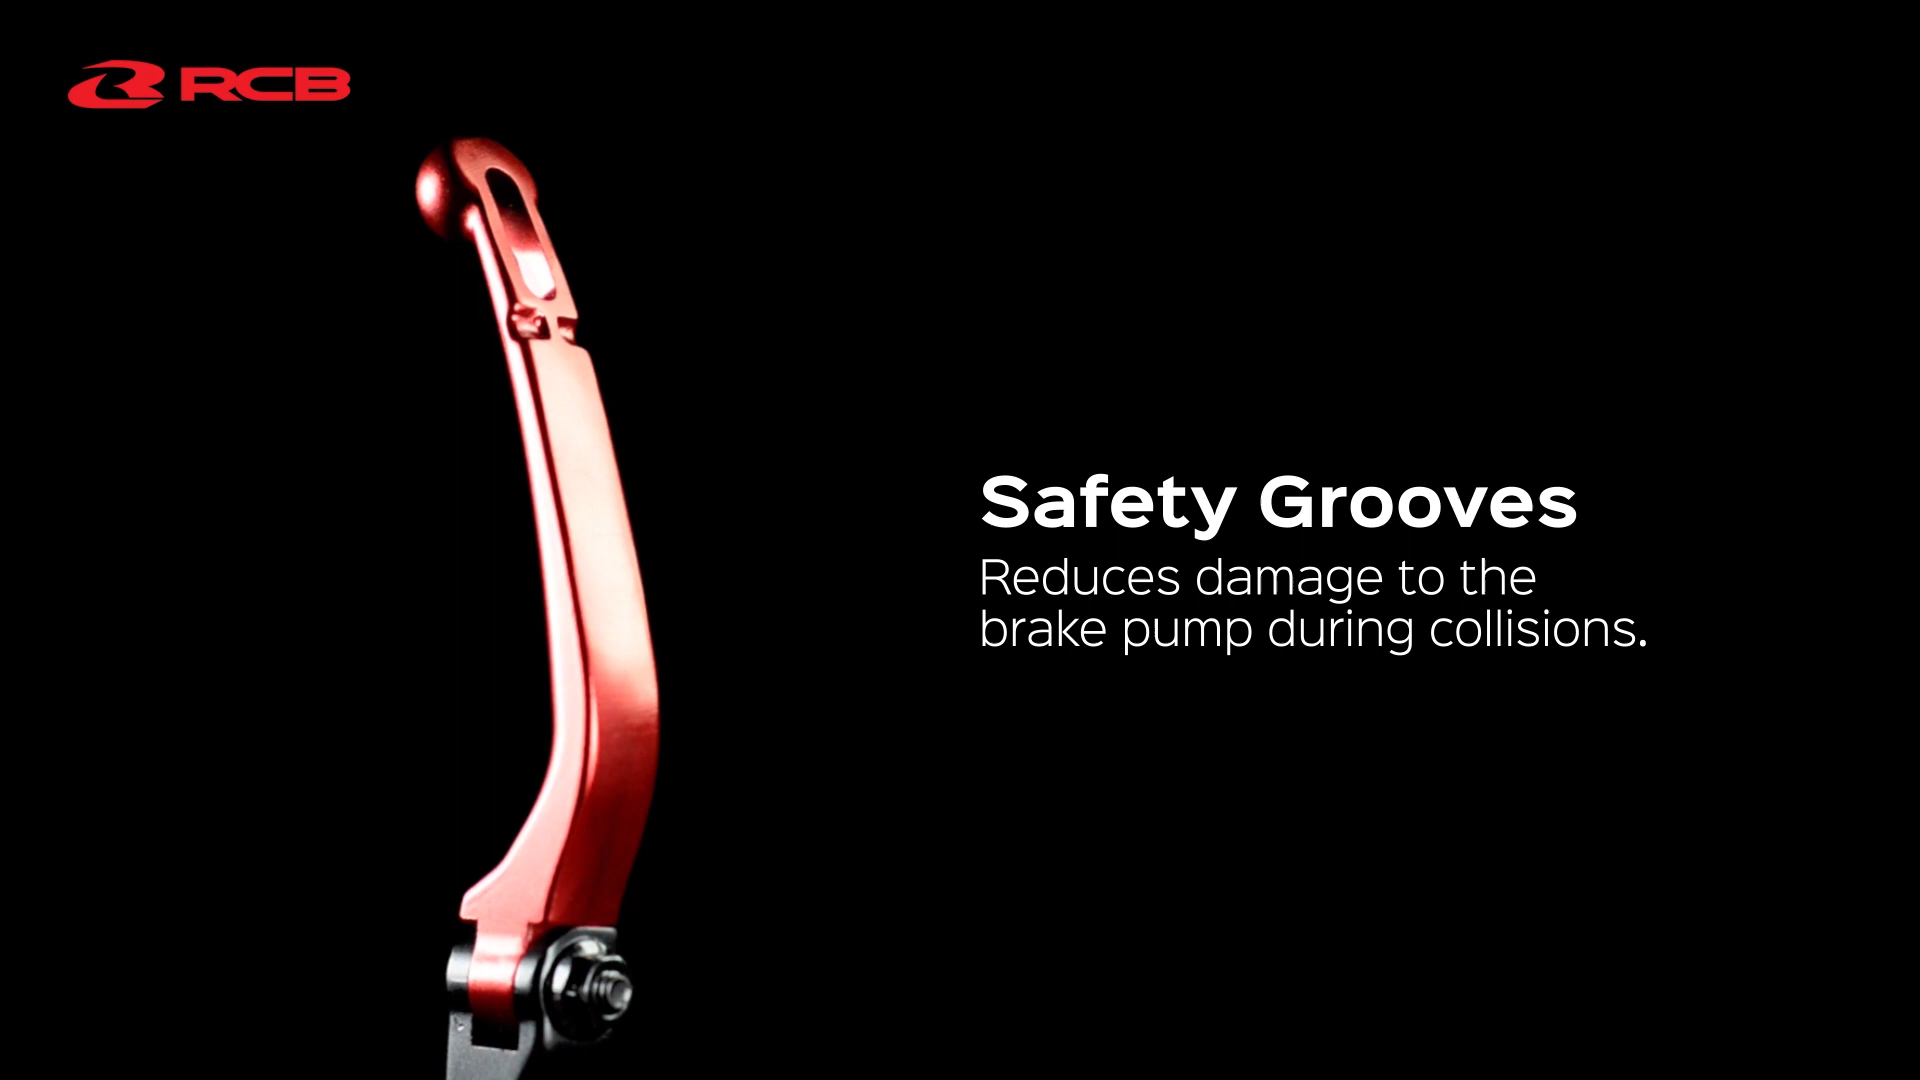 RCB
Safety Grooves
Reduces damage to the
brake pump during collisions.